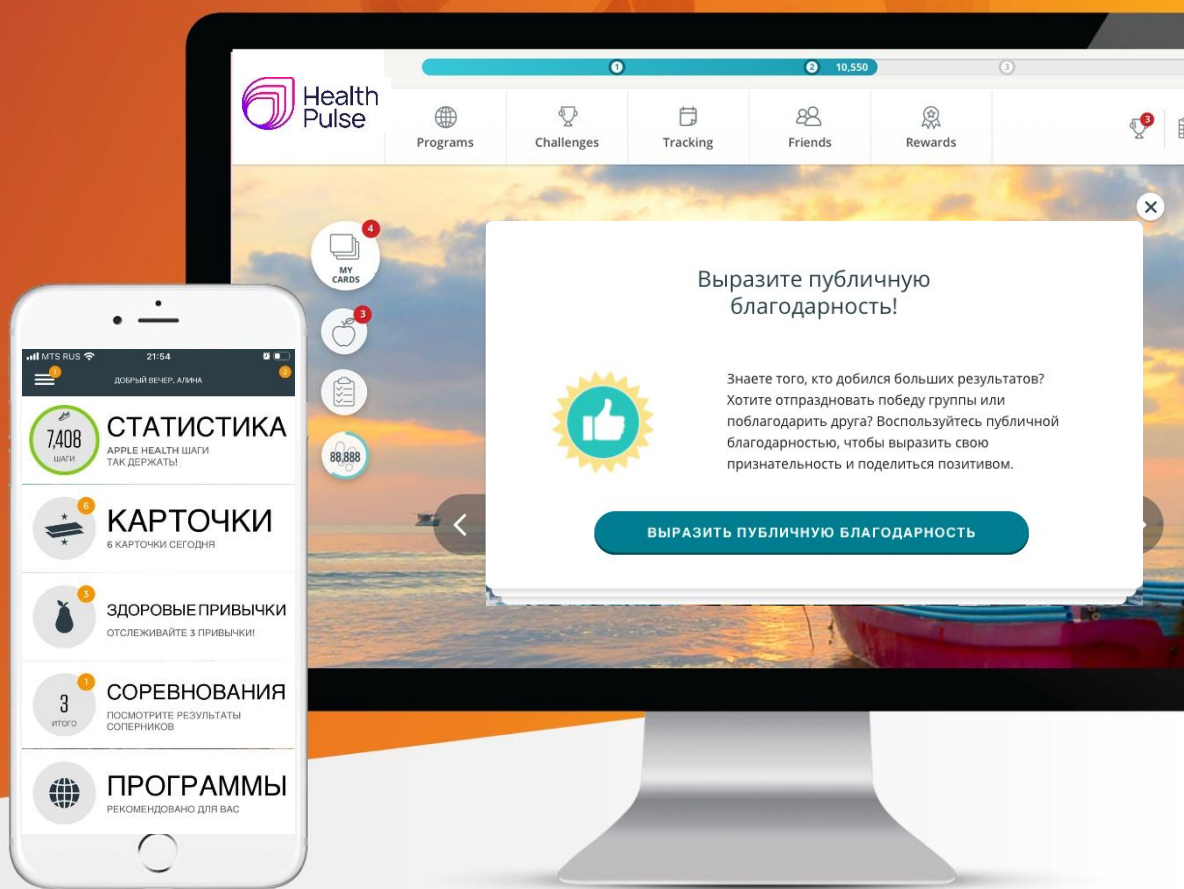 Health
Pulse
1
2
10,550
3
Programs
Challenges
Tracking
Friends
Rewards
3
4
MY
CARDS
3
88,888
Выразите публичную
благодарность!
Знаете того, кто добился больших результатов?
Хотите отпраздновать победу группы или
поблагодарить друга? Воспользуйтесь публичной
благодарностью, чтобы выразить свою
признательность и поделиться позитивом.
ВЫРАЗИТЬ ПУБЛИЧНУЮ БЛАГОДАРНОСТЬ
MTS RUS
21:54
1
ДОБРЫЙ ВЕЧЕР, АЛИНА
2
7,408
ШАГИ
СТАТИСТИКА
APPLE HEALTH ШАГИ
ТАК ДЕРЖАТЬ!
6
КАРТОЧКИ
6 КАРТОЧКИ СЕГОДНЯ
3
ЗДОРОВЫЕ ПРИВЫЧКИ
ОТСЛЕЖИВАЙТЕ 3 ПРИВЫЧКИ!
1
3
ИТОГО
СОРЕВНОВАНИЯ
ПОСМОТРИТЕ РЕЗУЛЬТАТЫ
СОПЕРНИКОВ
ПРОГРАММЫ
РЕКОМЕНДОВАНО ДЛЯ ВАС